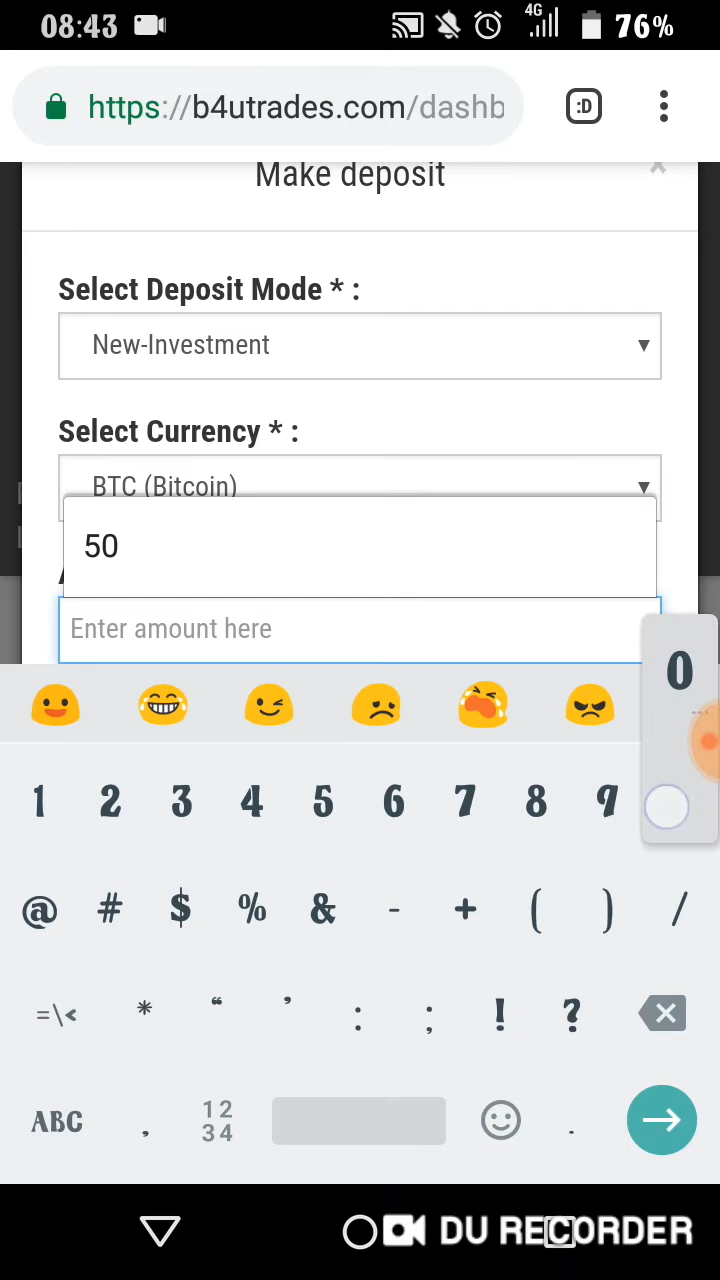 08:43
4G
76%
https://b4utrades.com/dashb
:D
Make deposit
×
Select Deposit Mode * :
New-Investment
Select Currency * :
BTC (Bitcoin)
50
Enter amount here
0
1 2 3 4 5 6 7 8 9
@ # $ % & - + ( ) /
=\< * “ ’ : ; ! ?
ABC , 12 34 .
DU RECORDER